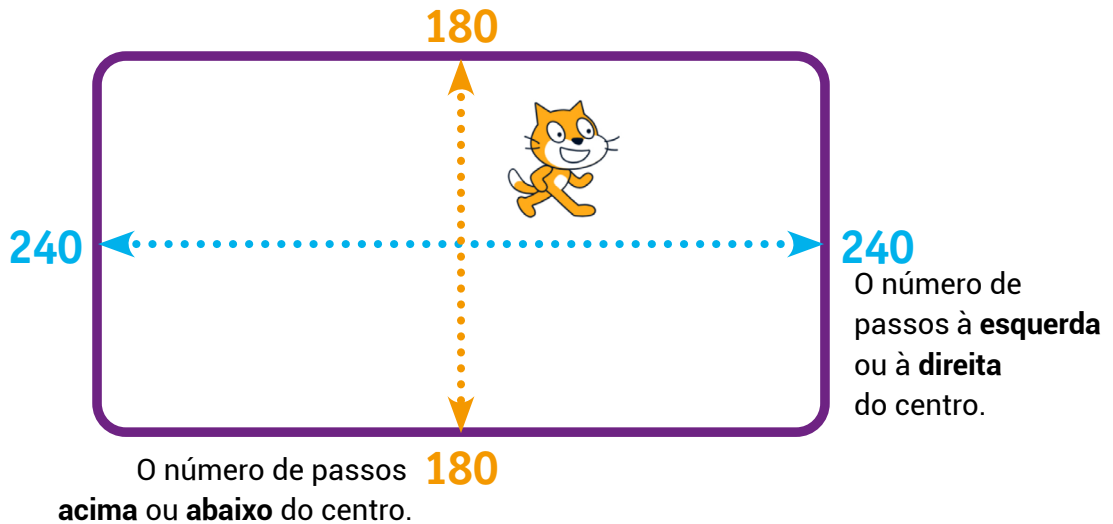 180
240
240
O número de
passos à esquerda
ou à direita
do centro.
O número de passos
180
acima ou abaixo do centro.